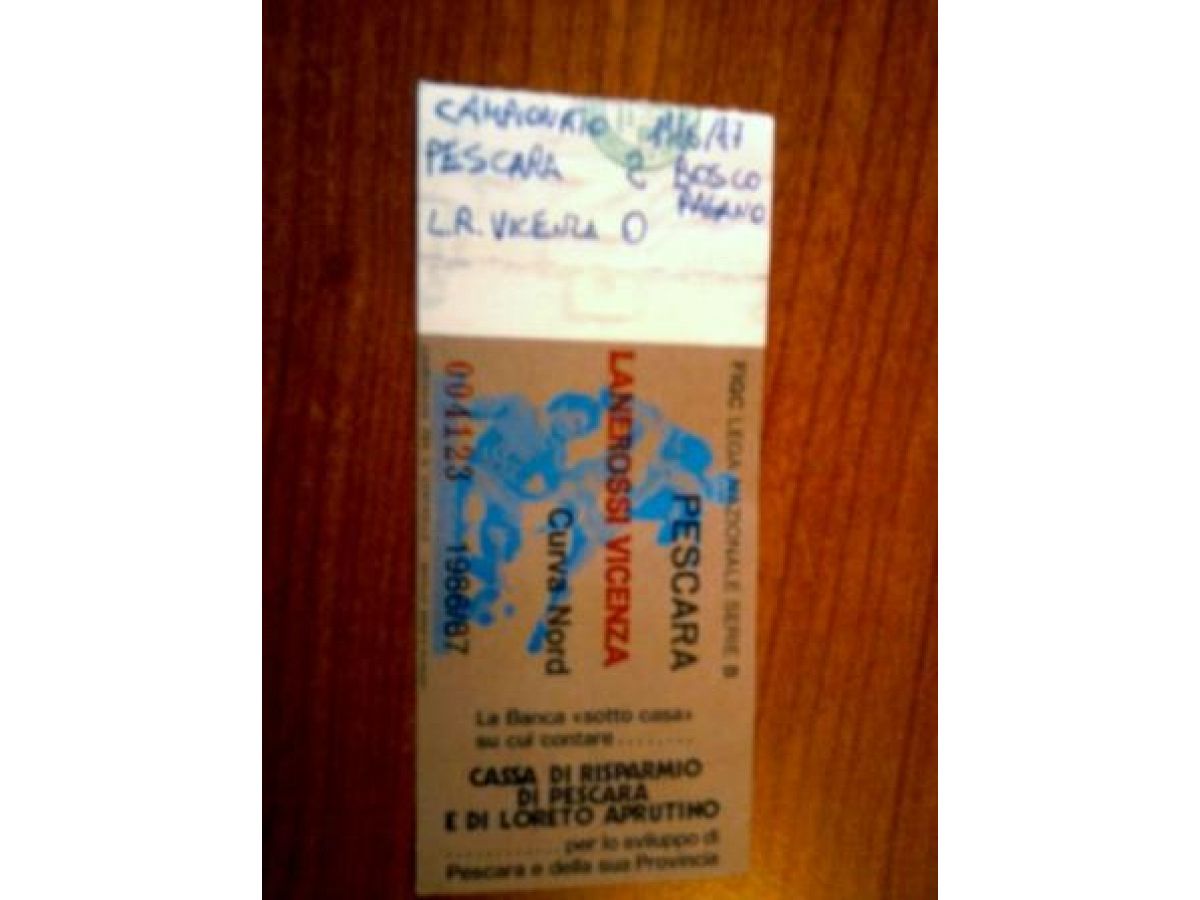 CAMPIONATO
PESCARA 2 BOSCO
PAGANO
L.R. VICENZA 0
FIGC LEGA NAZIONALE SERIE B
PESCARA
LANEROSSI VICENZA
Curva Nord
004123 1986/87
La Banca «sotto casa»
su cui contare........
CASSA DI RISPARMIO
DI PESCARA
E DI LORETO APRUTINO
............per lo sviluppo di
Pescara e della sua Provincia